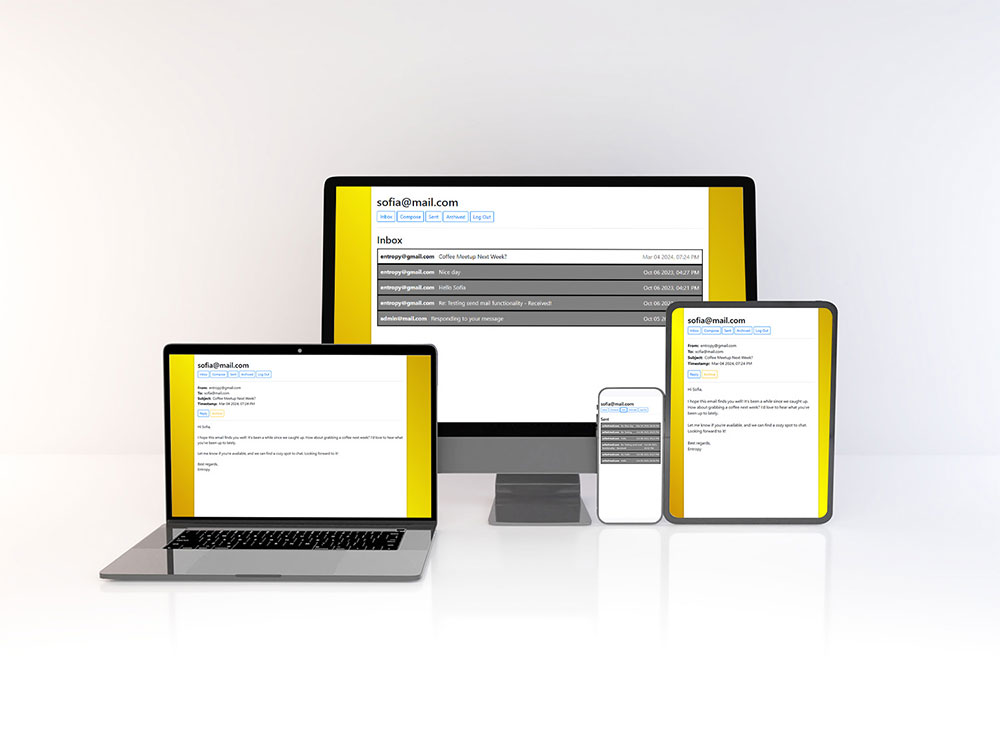 sofia@mail.com
Inbox Compose Sent Archived Log Out
Inbox
entropy@gmail.com Coffee Meetup Next Week? Mar 04 2024, 07:24 PM
entropy@gmail.com Nice day Oct 06 2023, 04:27 PM
entropy@gmail.com Hello Sofia Oct 06 2023, 04:21 PM
entropy@gmail.com Re: Testing send mail functionality - Received! Oct 06 202
admin@mail.com Responding to your message Oct 05 20
sofia@mail.com
Inbox Compose Sent Archived Log Out
From: entropy@gmail.com
To: sofia@mail.com
Subject: Coffee Meetup Next Week?
Timestamp: Mar 04 2024, 07:24 PM
Reply Archive
Hi Sofia
I hope this email finds you well! It's been a while since we caught up. How about grabbing a coffee next week? I'd love to hear what
you've been up to lately.
Let me know if you're available, and we can find a cozy spot to chat. Looking forward to it!
Best regards,
Entropy
sofia@mail.com
Sent
sofia@mail.com
Inbox Compose Sent Archived Log Out
From: entropy@gmail.com
To: sofia@mail.com
Subject: Coffee Meetup Next Week?
Timestamp: Mar 04 2024, 07:24 PM
Reply Archive
Hi Sofia
I hope this email finds you well! It's been a while since we caught up.
How about grabbing a coffee next week? I'd love to hear what
you've been up to lately.
Let me know if you're available, and we can find a cozy spot to chat.
Looking forward to it!
Best regards,
Entropy